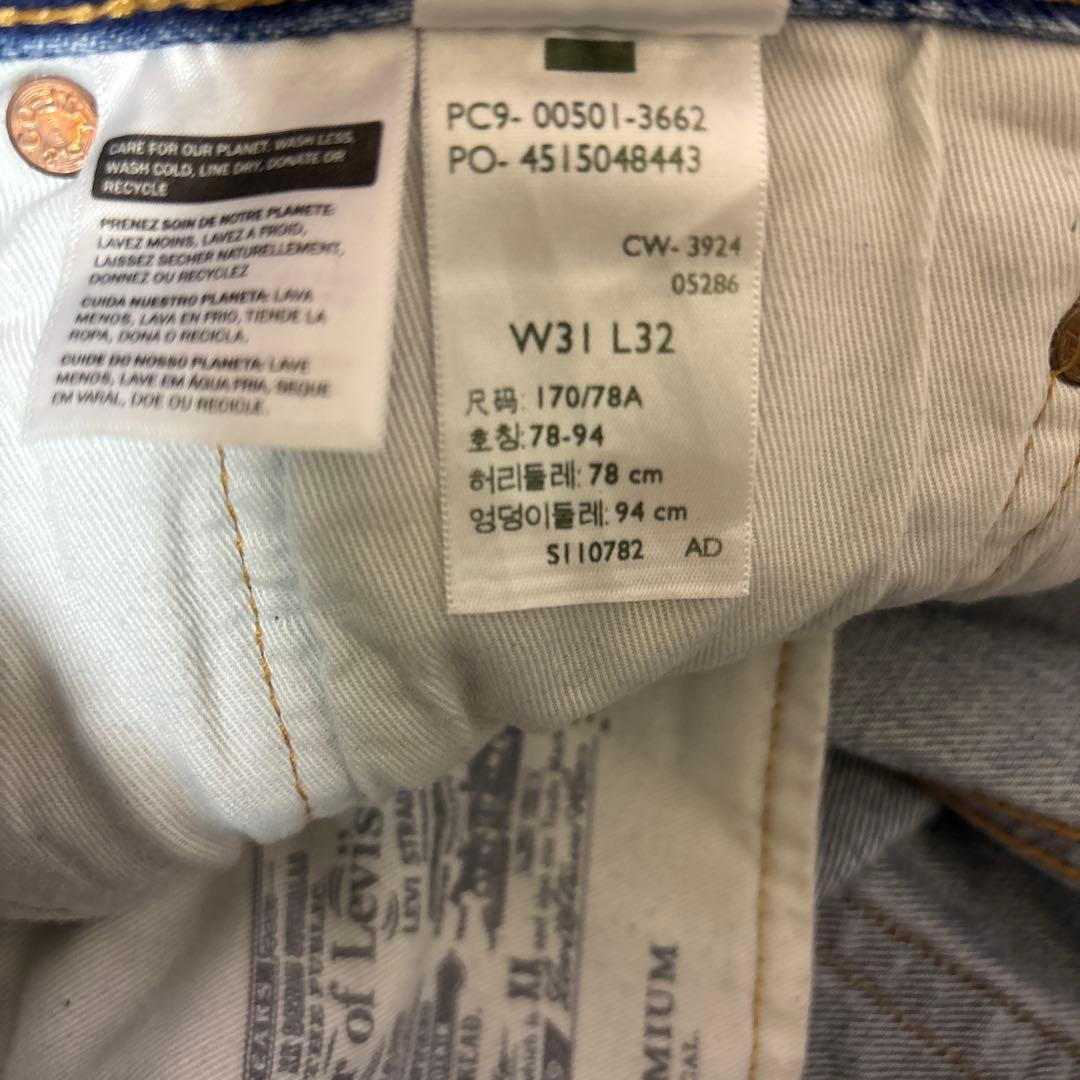 CARE FOR OUR PLANET: WASH LESS,
WASH COLD, LINE DRY, DONATE OR
RECYCLE
PRENEZ SOIN DE NOTRE PLANETE:
LAVEZ MOINS, LAVEZ A FROID,
LAISSEZ SECHER NATURELLEMENT,
DONNEZ OU RECYCLEZ
CUIDA NUESTRO PLANETA: LAVA
MENOS, LAVA EN FRIO, TIENDE LA
ROPA, DONA O RECICLA.
CUIDE DO NOSSO PLANETA: LAVE
MENOS, LAVE EM ÁGUA FRIA, SEQUE
EM VARAL, DOE OU RECICLE.
PC9- 00501-3662
PO- 4515048443
CW- 3924
05286
W31 L32
尺码: 170/78A
호칭:78-94
허리둘레: 78 cm
엉덩이둘레: 94 cm
S110782 AD
of Levi's
LEVI STRA
XX
MIUM